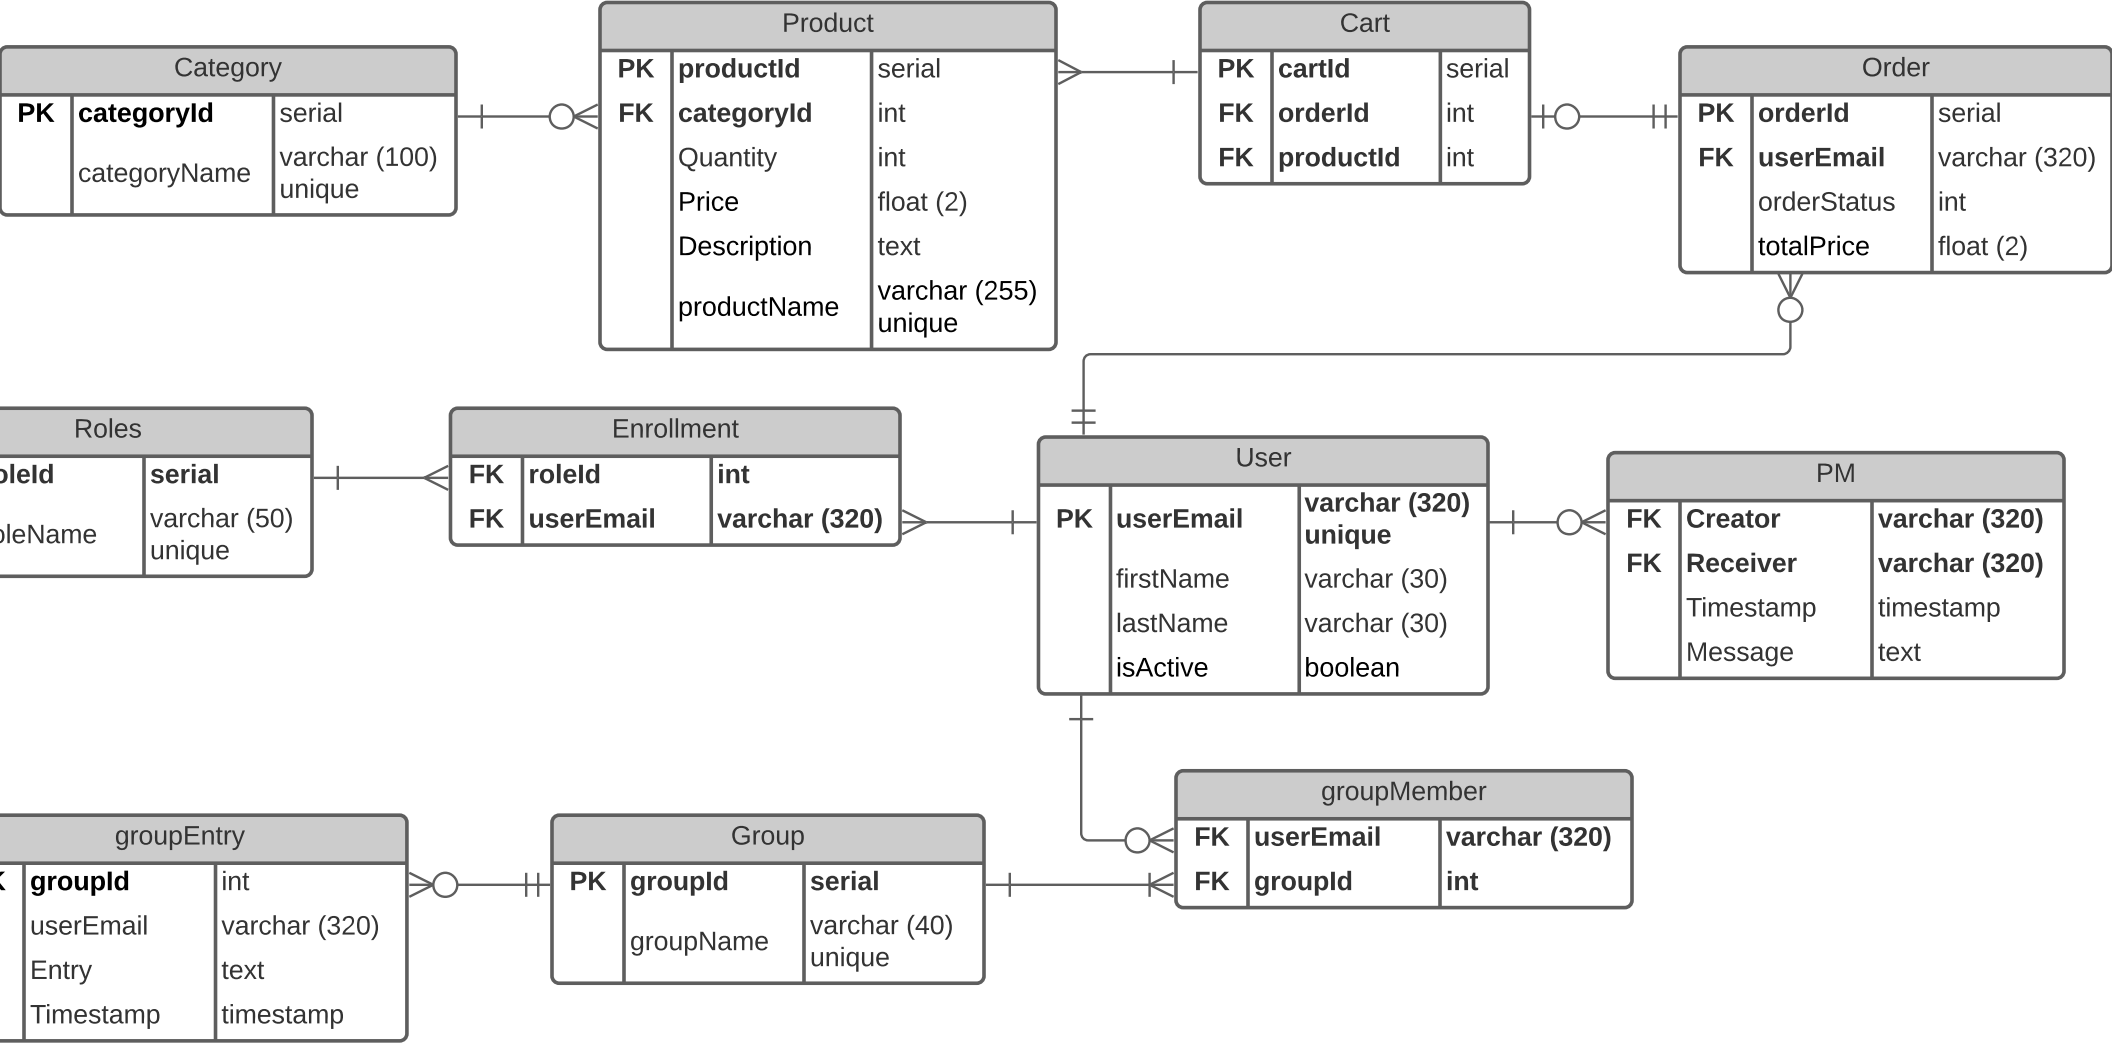 Product
PK productId serial
FK categoryId int
Quantity int
Price float (2)
Description text
productName varchar (255)
unique
Cart
PK cartId serial
FK orderId int
FK productId int
Category
PK categoryId serial
categoryName varchar (100)
unique
Order
PK orderId serial
FK userEmail varchar (320)
orderStatus int
totalPrice float (2)
Roles
oleId serial
oleName varchar (50)
unique
Enrollment
FK roleId int
FK userEmail varchar (320)
User
PK userEmail varchar (320)
unique
firstName varchar (30)
lastName varchar (30)
isActive boolean
PM
FK Creator varchar (320)
FK Receiver varchar (320)
Timestamp timestamp
Message text
groupMember
FK userEmail varchar (320)
FK groupId int
groupEntry
K groupId int
userEmail varchar (320)
Entry text
Timestamp timestamp
Group
PK groupId serial
groupName varchar (40)
unique